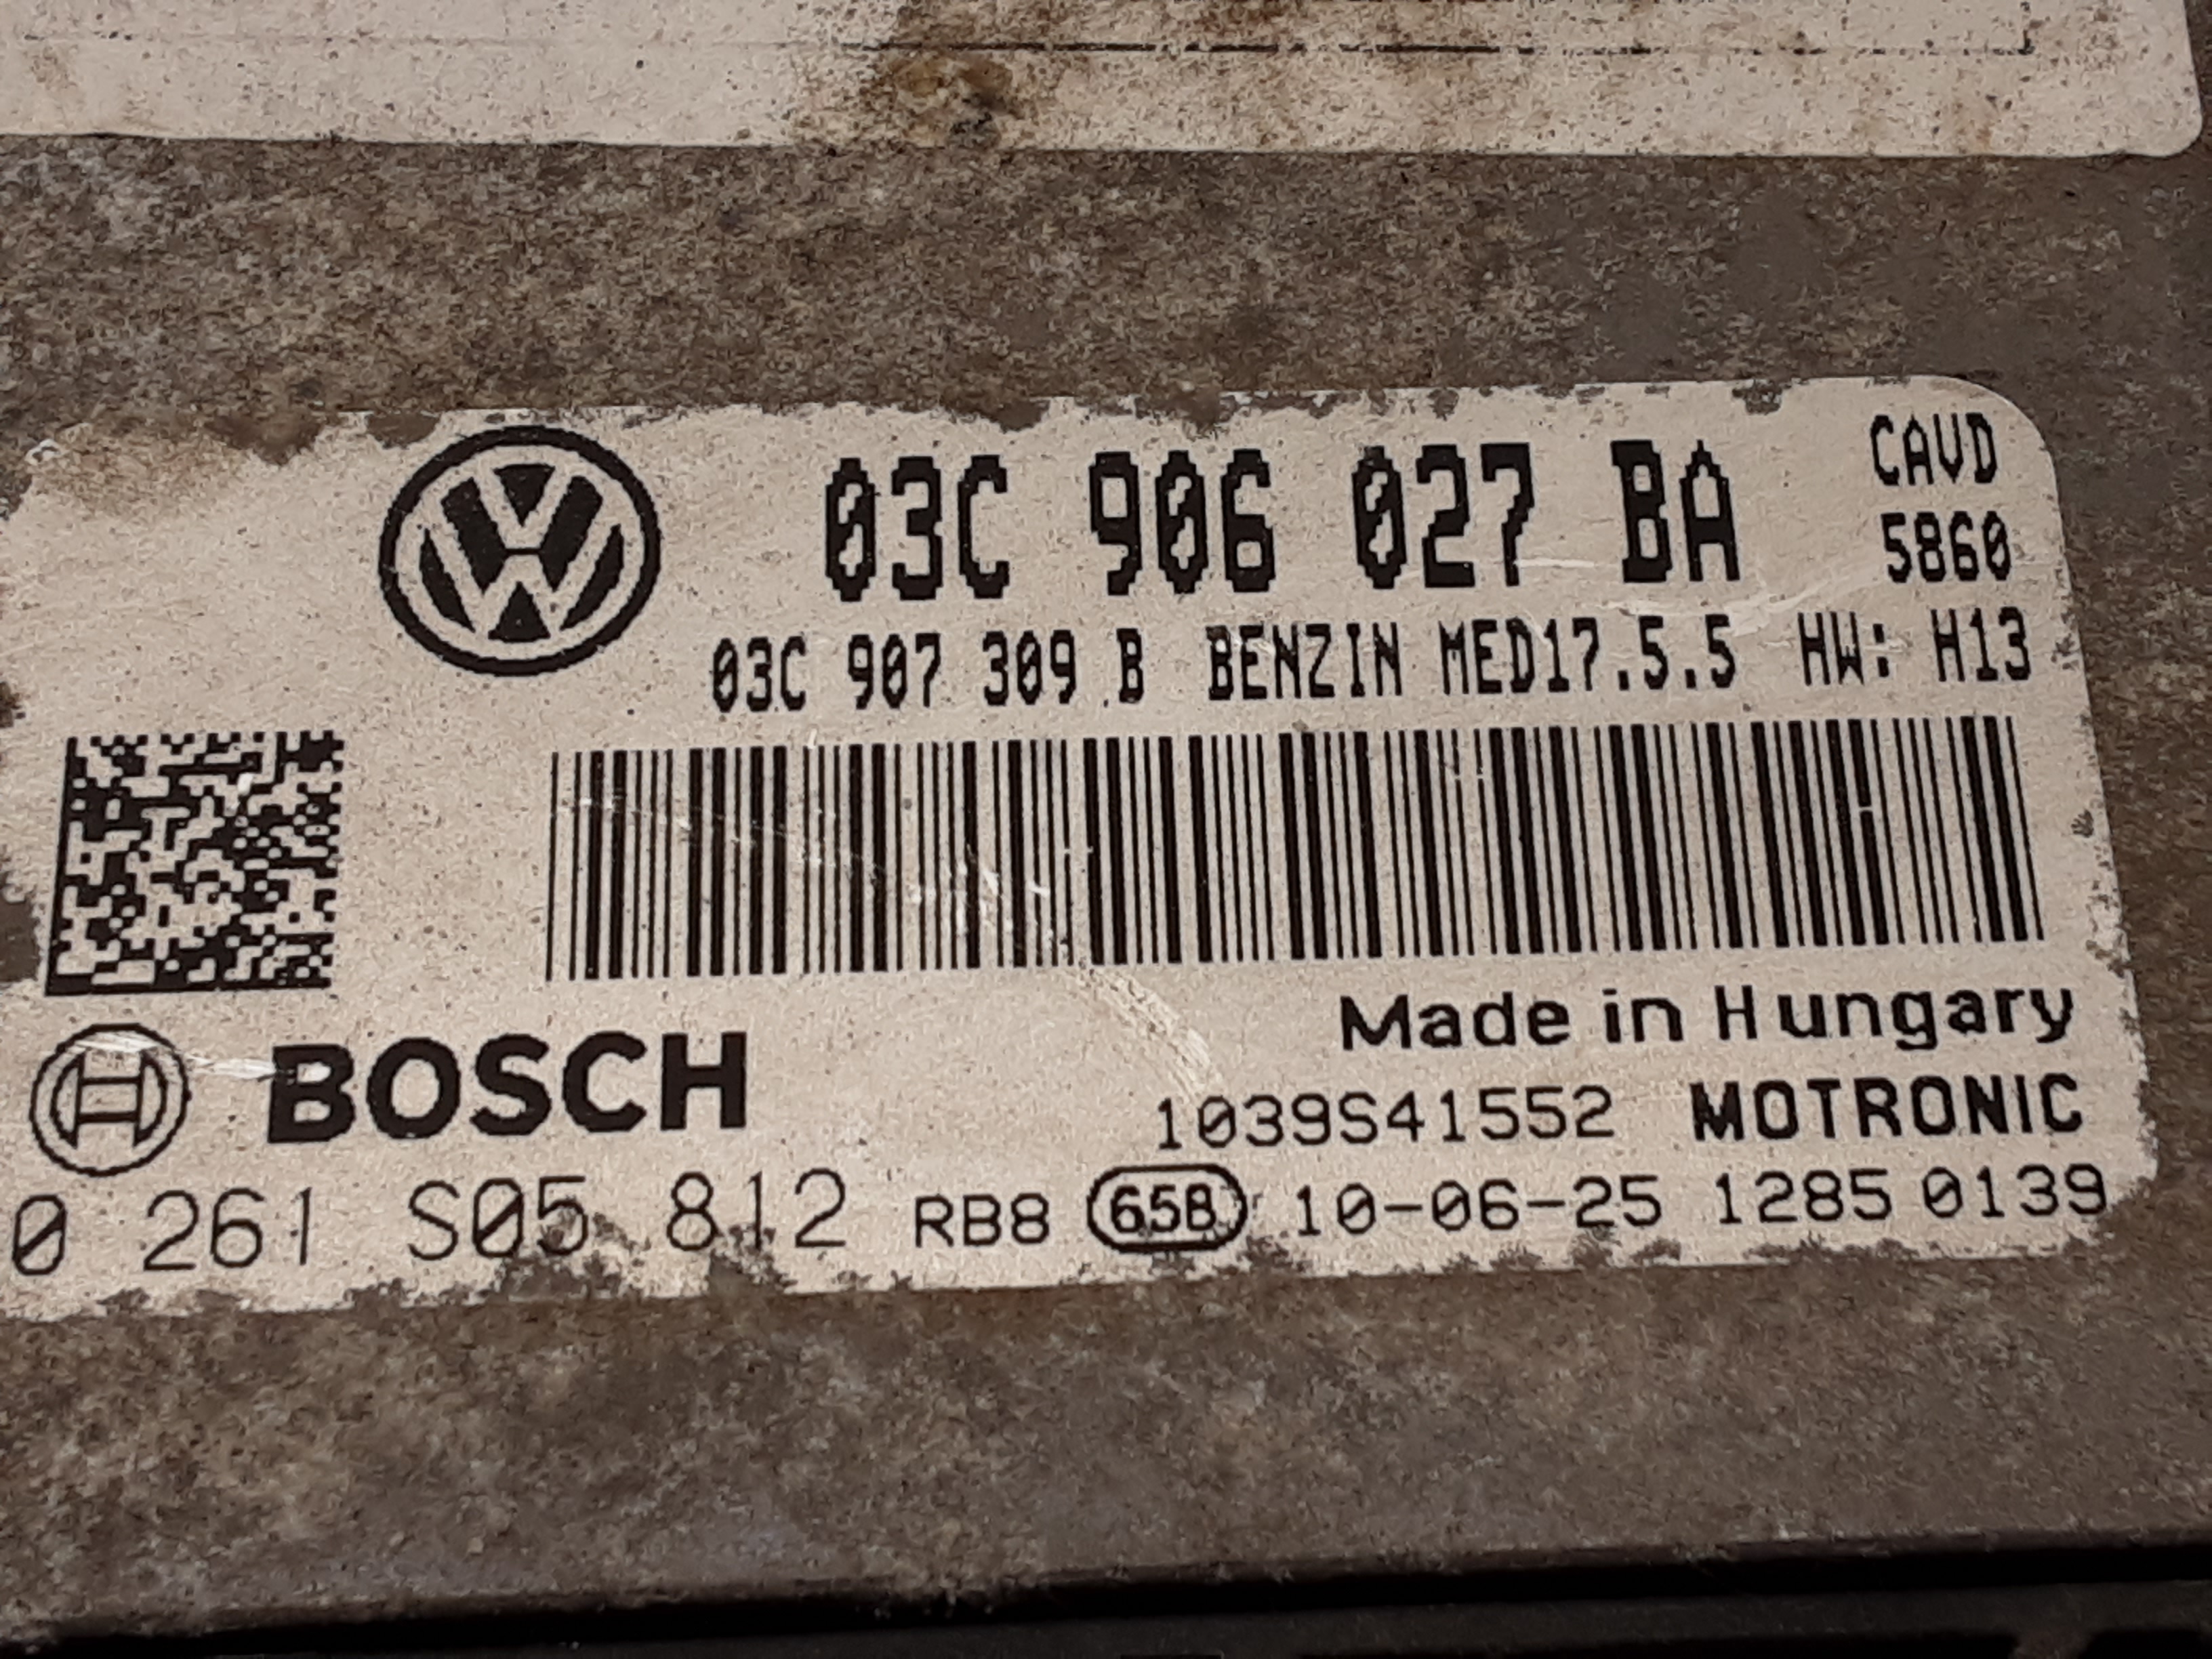 03C 906 027 BA CAVD
5860
03C 907 309 B BENZIN MED17.5.5 HW: H13
Made in Hungary
BOSCH
1039S41552 MOTRONIC
0 261 S05 812 RB8 658 10-06-25 1285 0139